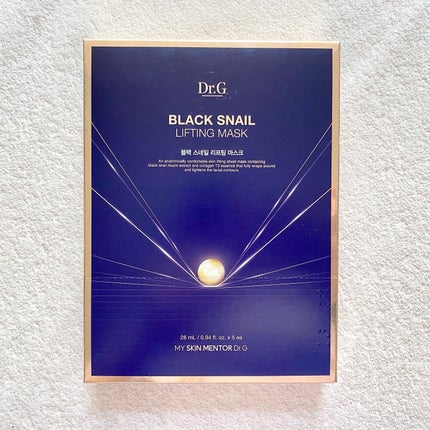 Dr.G
BLACK SNAIL
LIFTING MASK
블랙 스네일 리프팅 마스크
An anatomically comfortable skin lifting sheet mask containing
black snail mucin extract and collagen 73 essence that fully wraps around
and tightens the facial contours
28 mL / 0.94 fl. oz. x 5 ea
MY SKIN MENTOR Dr.G